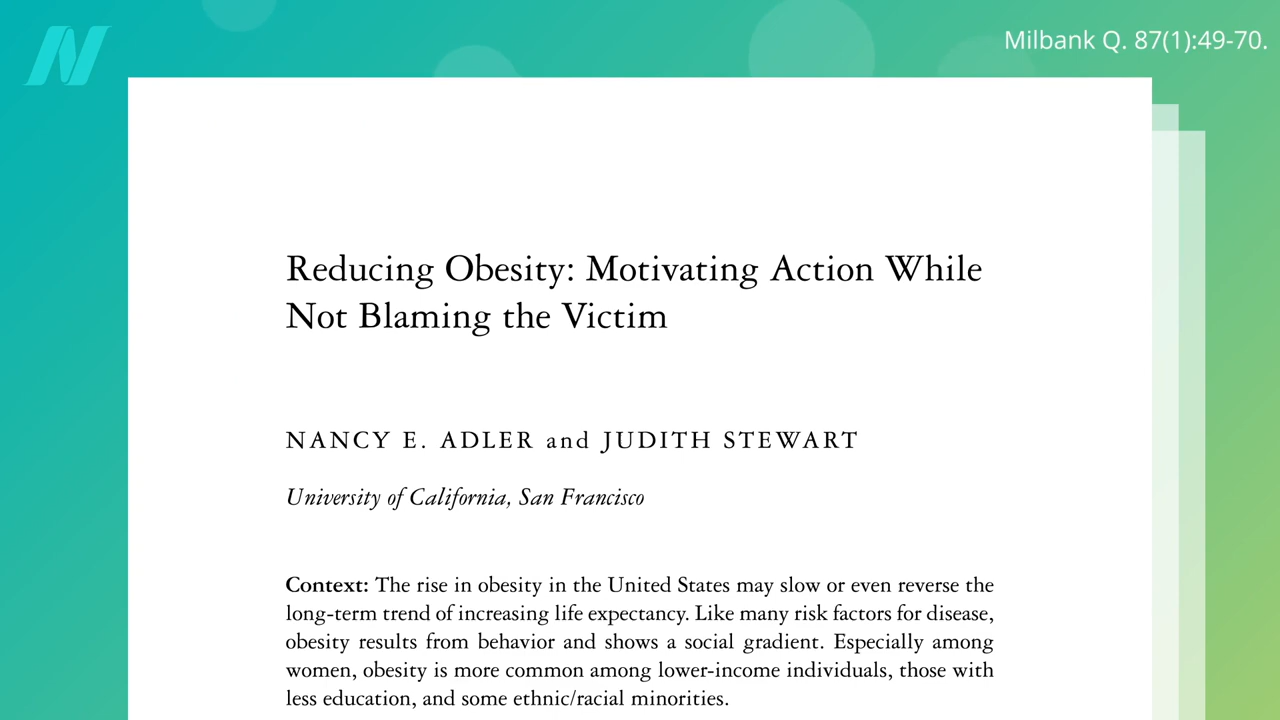 Milbank Q. 87(1):49-70.
Reducing Obesity: Motivating Action While
Not Blaming the Victim
NANCY E. ADLER and JUDITH STEWART
University of California, San Francisco
Context: The rise in obesity in the United States may slow or even reverse the
long-term trend of increasing life expectancy. Like many risk factors for disease,
obesity results from behavior and shows a social gradient. Especially among
women, obesity is more common among lower-income individuals, those with
less education, and some ethnic/racial minorities.